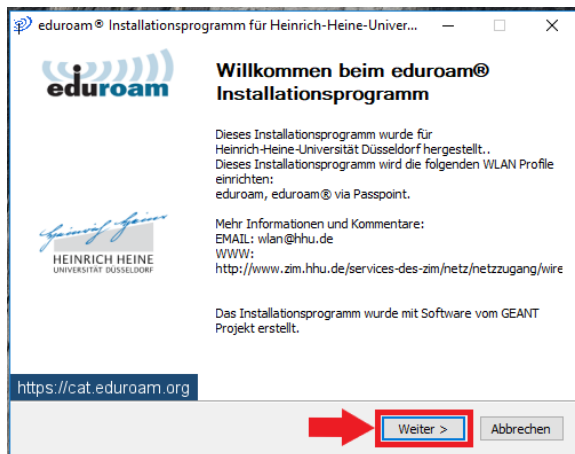 eduroam® Installationsprogramm für Heinrich-Heine-Univer...
eduroam
Willkommen beim eduroam®
Installationsprogramm
Dieses Installationsprogramm wurde für
Heinrich-Heine-Universität Düsseldorf hergestellt..
Dieses Installationsprogramm wird die folgenden WLAN Profile
einrichten:
eduroam, eduroam® via Passpoint.
Mehr Informationen und Kommentare:
EMAIL: wlan@hhu.de
WWW:
http://www.zim.hhu.de/services-des-zim/netz/netzugang/wire
Das Installationsprogramm wurde mit Software vom GEANT
Projekt erstellt.
Heinrich Heine
HEINRICH HEINE
UNIVERSITÄT DÜSSELDORF
https://cat.eduroam.org
Weiter >
Abbrechen